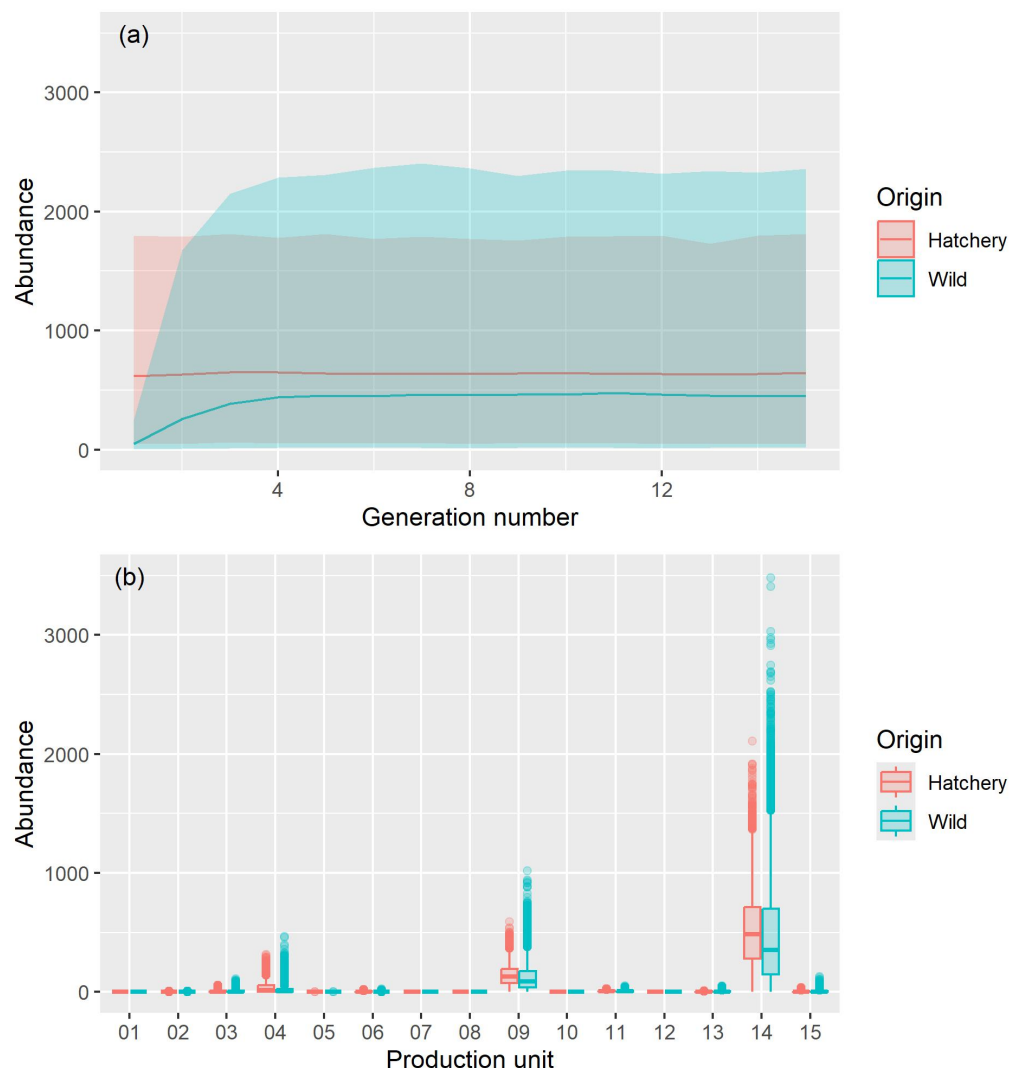 (a)
3000
2000
1000
0
Abundance
4 8 12
Generation number
Origin
Hatchery
Wild
(b)
3000
2000
1000
0
Abundance
01 02 03 04 05 06 07 08 09 10 11 12 13 14 15
Production unit
Origin
Hatchery
Wild